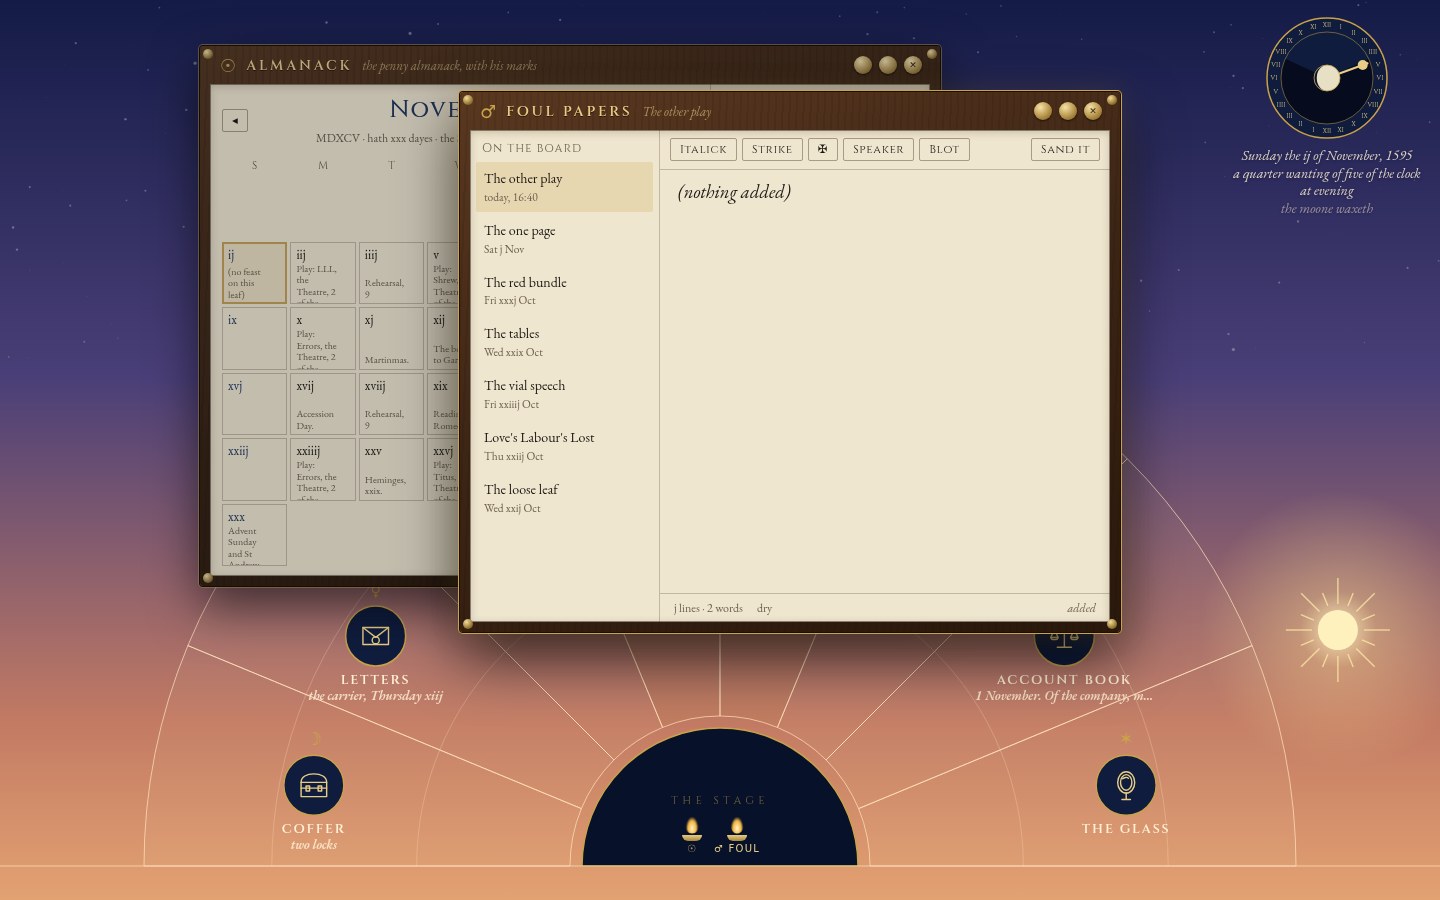 ALMANACK the penny almanack, with his marks
MDXCV · hath xxx dayes · the
S M T
ij
(no feast
on this
leaf)
iij
Play: LLL,
the
Theatre, 2
iiij
Rehearsal,
9
v
Play:
ix
x
Play:
Errors, the
Theatre, 2
xj
Martinmas.
xij
xvj
xvij
Accession
Day.
xviij
Rehearsal,
9
xix
xxiij
xxiiij
Play:
Errors, the
Theatre, 2
xxv
Heminges,
xxix.
xxvj
Play:
Titus,
xxx
Advent
Sunday
and St
FOUL PAPERS The other play
ON THE BOARD
The other play
today, 16:40
The one page
Sat j Nov
The red bundle
Fri xxxj Oct
The tables
Wed xxix Oct
The vial speech
Fri xxiiij Oct
Love's Labour's Lost
Thu xxiij Oct
The loose leaf
Wed xxij Oct
ITALICK STRIKE ✠ SPEAKER BLOT SAND IT
(nothing added)
j lines · 2 words dry added
Sunday the ij of November, 1595
a quarter wanting of five of the clock
at evening
the moone waxeth
LETTERS
the carrier, Thursday xiij
COFFER
two locks
THE STAGE
♂ FOUL
ACCOUNT BOOK
1 November. Of the company, m...
THE GLASS